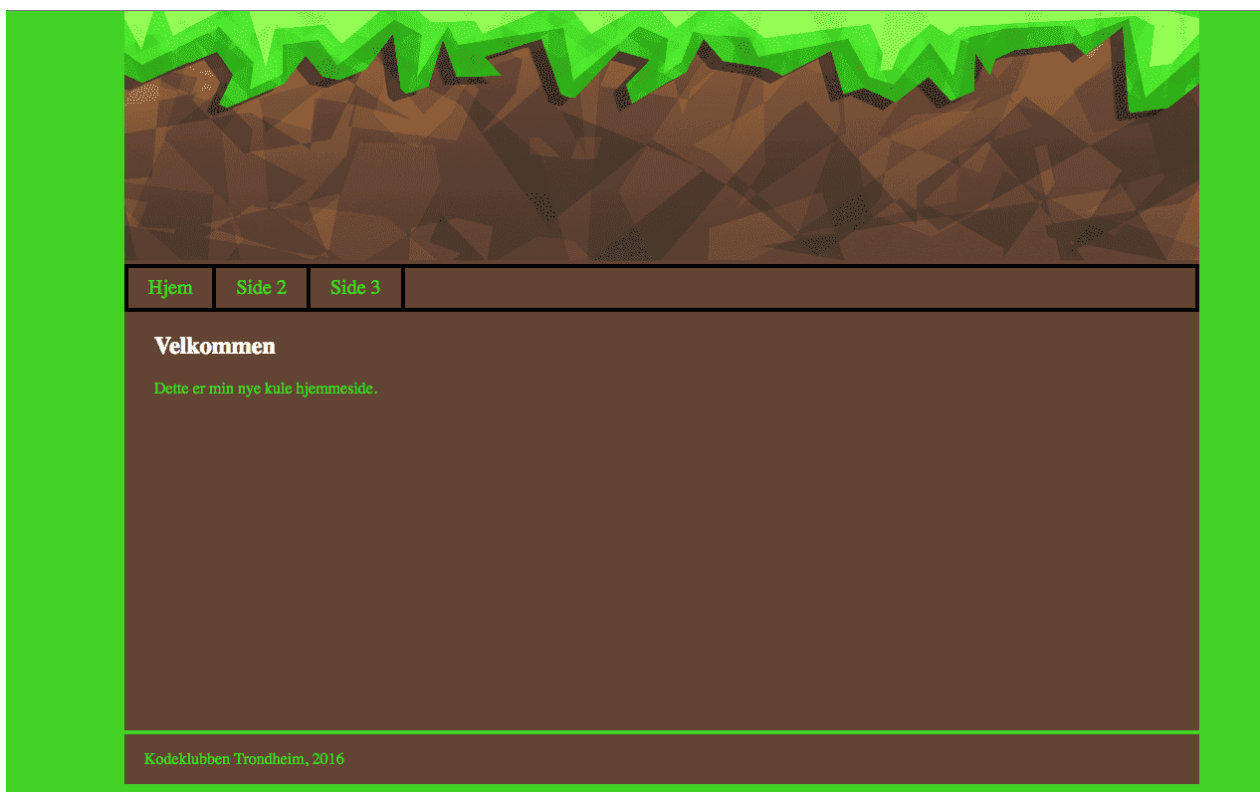 Hjem Side 2 Side 3
Velkommen
Dette er min nye kule hjemmeside.
Kodeklubben Trondheim, 2016